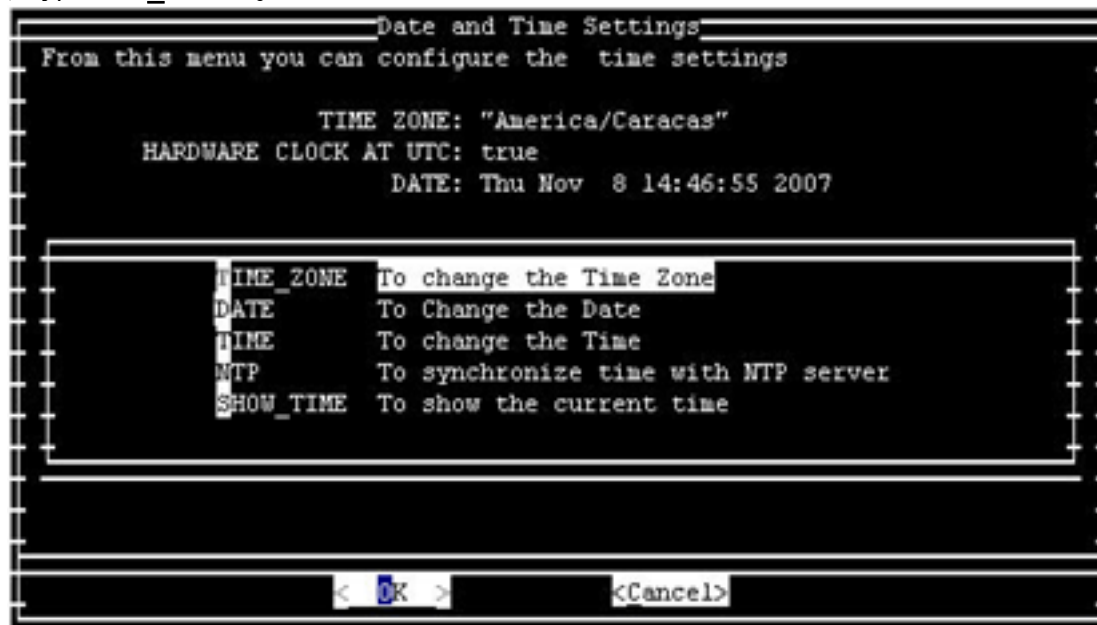 Date and Time Settings
From this menu you can configure the  time settings
TIME ZONE: "America/Caracas"
HARDWARE CLOCK AT UTC: true
DATE: Thu Nov  8 14:46:55 2007
TIME_ZONE  To change the Time Zone
DATE  To Change the Date
TIME  To change the Time
NTP  To synchronize time with NTP server
SHOW_TIME  To show the current time
<  OK  >  <Cancel>